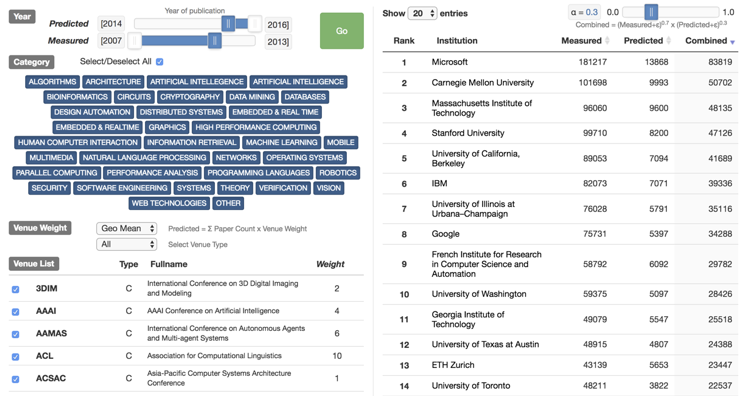 Year
Year of publication
Predicted [2014 2016]
Measured [2007 2013]
Go
Category Select/Deselect All
ALGORITHMS ARCHITECTURE ARTIFICIAL INTELLEGENCE ARTIFICIAL INTELLIGENCE
BIOINFORMATICS CIRCUITS CRYPTOGRAPHY DATA MINING DATABASES
DESIGN AUTOMATION DISTRIBUTED SYSTEMS EMBEDDED & REAL TIME
EMBEDDED & REALTIME GRAPHICS HIGH PERFORMANCE COMPUTING
HUMAN COMPUTER INTERACTION INFORMATION RETRIEVAL MACHINE LEARNING MOBILE
MULTIMEDIA NATURAL LANGUAGE PROCESSING NETWORKS OPERATING SYSTEMS
PARALLEL COMPUTING PERFORMANCE ANALYSIS PROGRAMMING LANGUAGES ROBOTICS
SECURITY SOFTWARE ENGINEERING SYSTEMS THEORY VERIFICATION VISION
WEB TECHNOLOGIES OTHER
Venue Weight Geo Mean Predicted = Σ Paper Count x Venue Weight
All Select Venue Type
Venue List Type Fullname Weight
3DIM C International Conference on 3D Digital Imaging and Modeling 2
AAAI C AAAI Conference on Artificial Intelligence 4
AAMAS C International Conference on Autonomous Agents and Multi-agent Systems 6
ACL C Association for Computational Linguistics 10
ACSAC C Asia-Pacific Computer Systems Architecture Conference 1
Show 20 entries
α = 0.3 0.0 1.0
Combined = (Measured+ε)^0.7 x (Predicted+ε)^0.3
Rank Institution Measured Predicted Combined
1 Microsoft 181217 13868 83819
2 Carnegie Mellon University 101698 9993 50702
3 Massachusetts Institute of Technology 96060 9600 48135
4 Stanford University 99710 8200 47126
5 University of California, Berkeley 89053 7094 41689
6 IBM 82073 7071 39336
7 University of Illinois at Urbana–Champaign 76028 5791 35116
8 Google 75731 5397 34288
9 French Institute for Research in Computer Science and Automation 58792 6092 29782
10 University of Washington 59375 5097 28426
11 Georgia Institute of Technology 49079 5547 25518
12 University of Texas at Austin 48915 4807 24388
13 ETH Zurich 43139 5653 23447
14 University of Toronto 48211 3822 22537